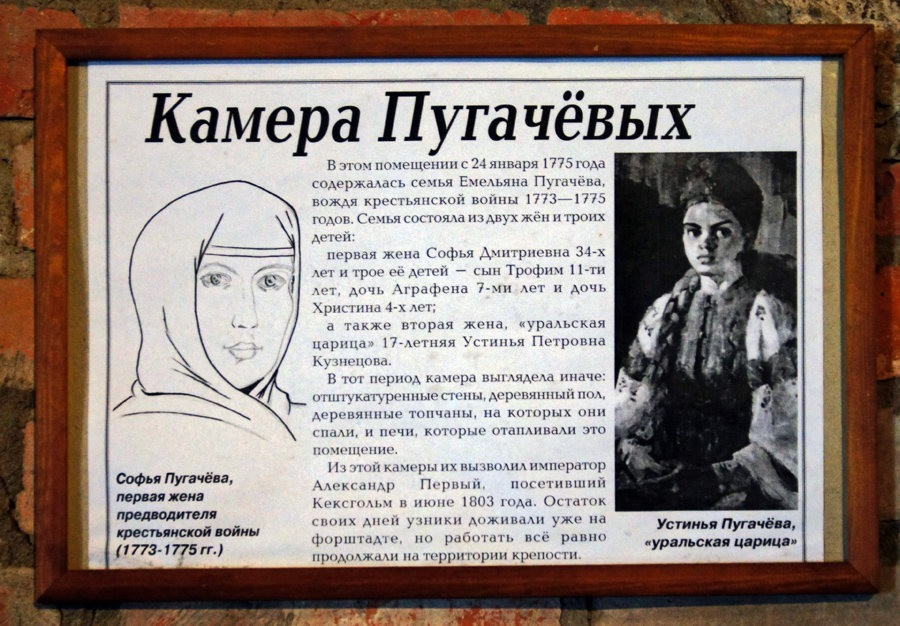 Камера Пугачёвых
В этом помещении с 24 января 1775 года
содержалась семья Емельяна Пугачёва,
вождя крестьянской войны 1773—1775
годов. Семья состояла из двух жён и троих
детей:
первая жена Софья Дмитриевна 34-х
лет и трое её детей — сын Трофим 11-ти
лет, дочь Аграфена 7-ми лет и дочь
Христина 4-х лет;
а также вторая жена, «уральская
царица» 17-летняя Устинья Петровна
Кузнецова.
В тот период камера выглядела иначе:
отштукатуренные стены, деревянный пол,
деревянные топчаны, на которых они
спали, и печи, которые отапливали это
помещение.
Из этой камеры их вызволил император
Александр Первый, посетивший
Кексгольм в июне 1803 года. Остаток
своих дней узники доживали уже на
форштадте, но работать всё равно
продолжали на территории крепости.
Софья Пугачёва,
первая жена
предводителя
крестьянской войны
(1773-1775 гг.)
Устинья Пугачёва,
«уральская царица»